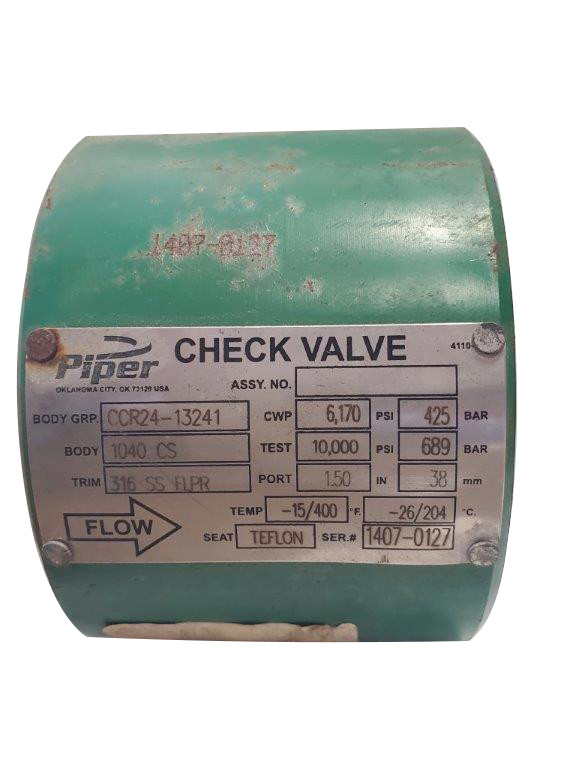 1407-0127
Piper CHECK VALVE 4110-
OKLAHOMA CITY, OK 73129 USA
ASSY. NO.
BODY GRP. CCR24-13241 CWP 6,170 PSI 425 BAR
BODY 1040 CS TEST 10,000 PSI 689 BAR
TRIM 316 SS FLPR PORT 1.50 IN 38 mm
TEMP -15/400 °F. -26/204 °C.
FLOW
SEAT TEFLON SER.# 1407-0127